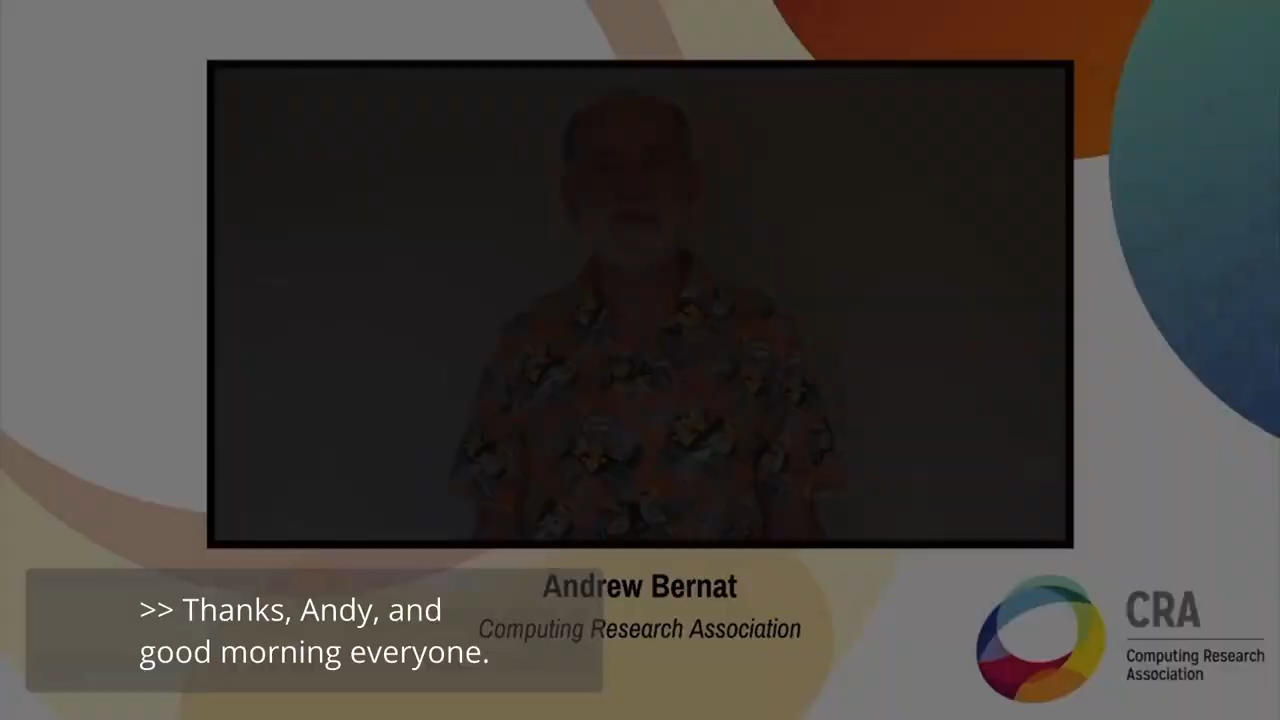 Andrew Bernat
Computing Research Association
>> Thanks, Andy, and
good morning everyone.
CRA
Computing Research
Association